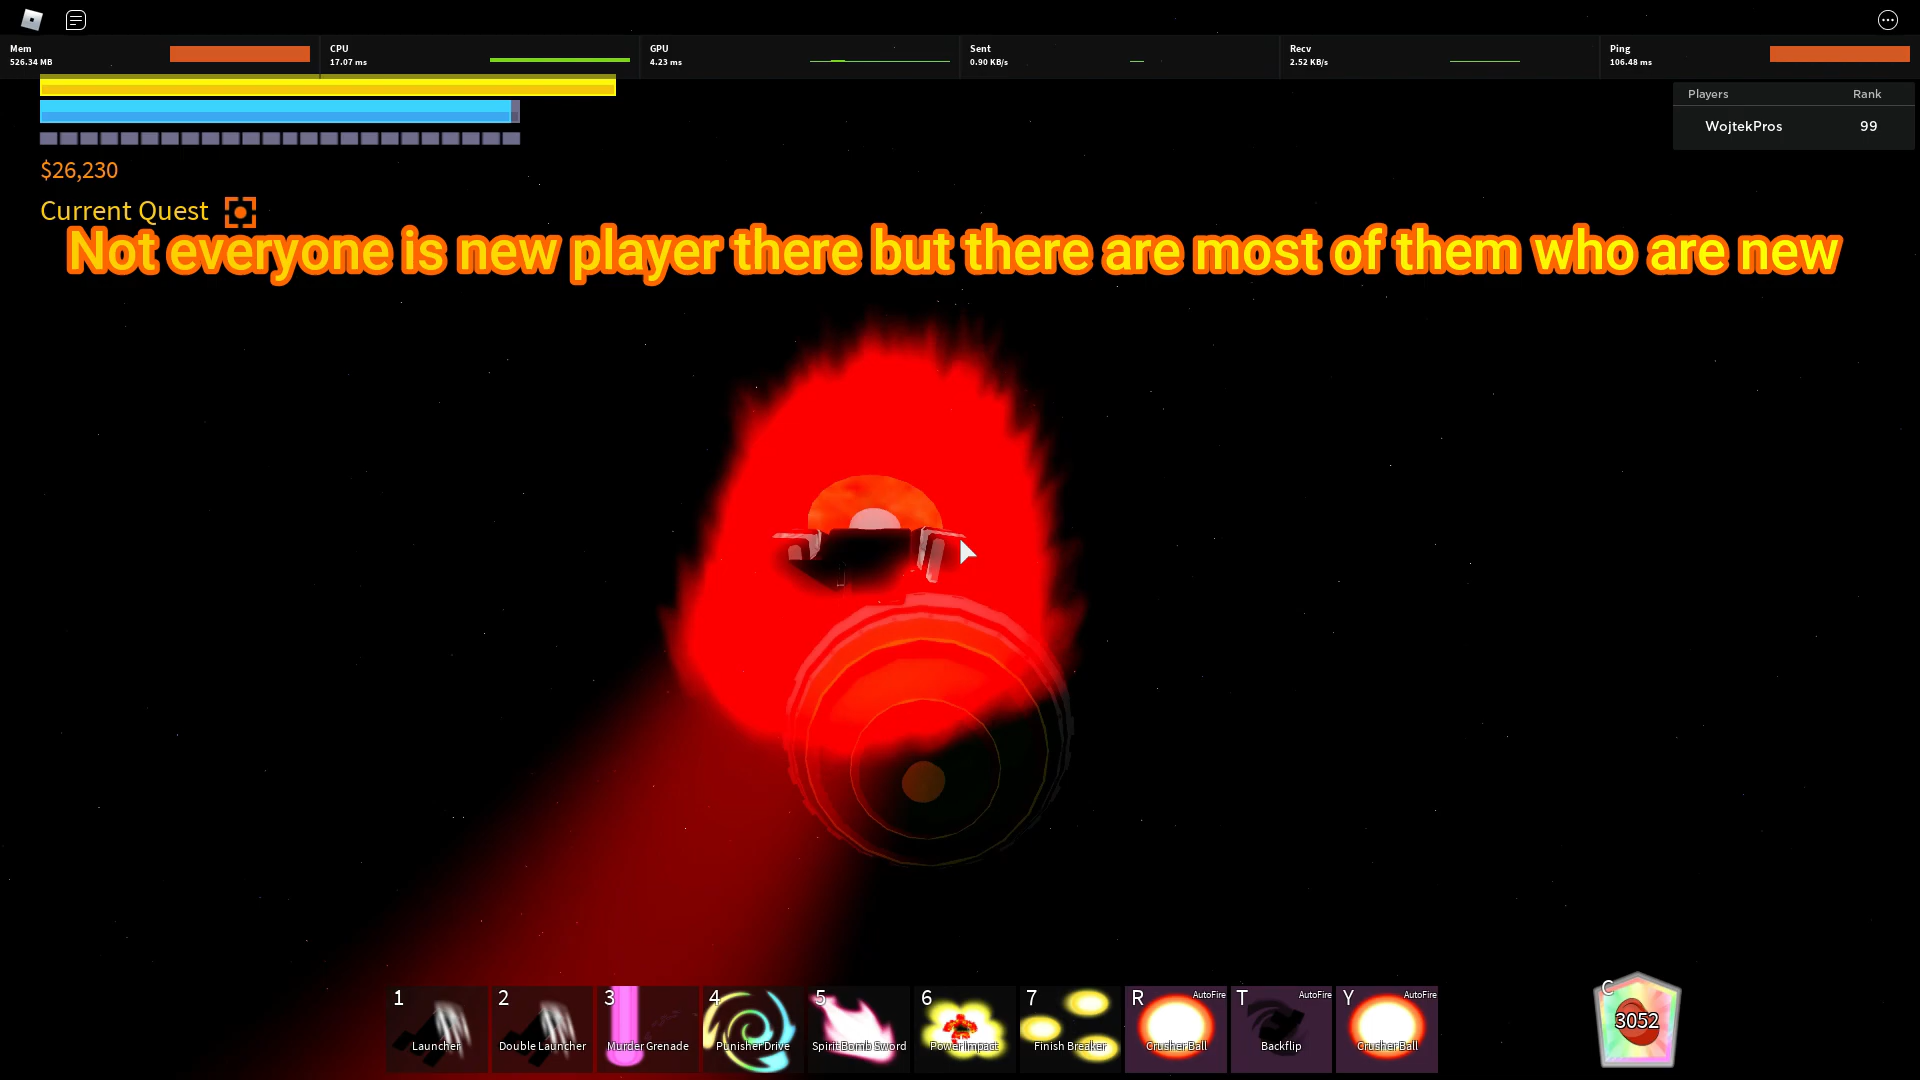 Mem
526.34 MB
CPU
17.07 ms
GPU
4.23 ms
Sent
0.90 KB/s
Recv
2.52 KB/s
Ping
106.48 ms
Players Rank
WojtekPros 99
$26,230
Current Quest
Not everyone is new player there but there are most of them who are new
1
Launcher
2
Double Launcher
3
Murder Grenade
4
Punisher Drive
5
Spirit Bomb Sword
6
Power Impact
7
Finish Breaker
R AutoFire
Crusher Ball
T AutoFire
Backflip
Y AutoFire
Crusher Ball
C
3052